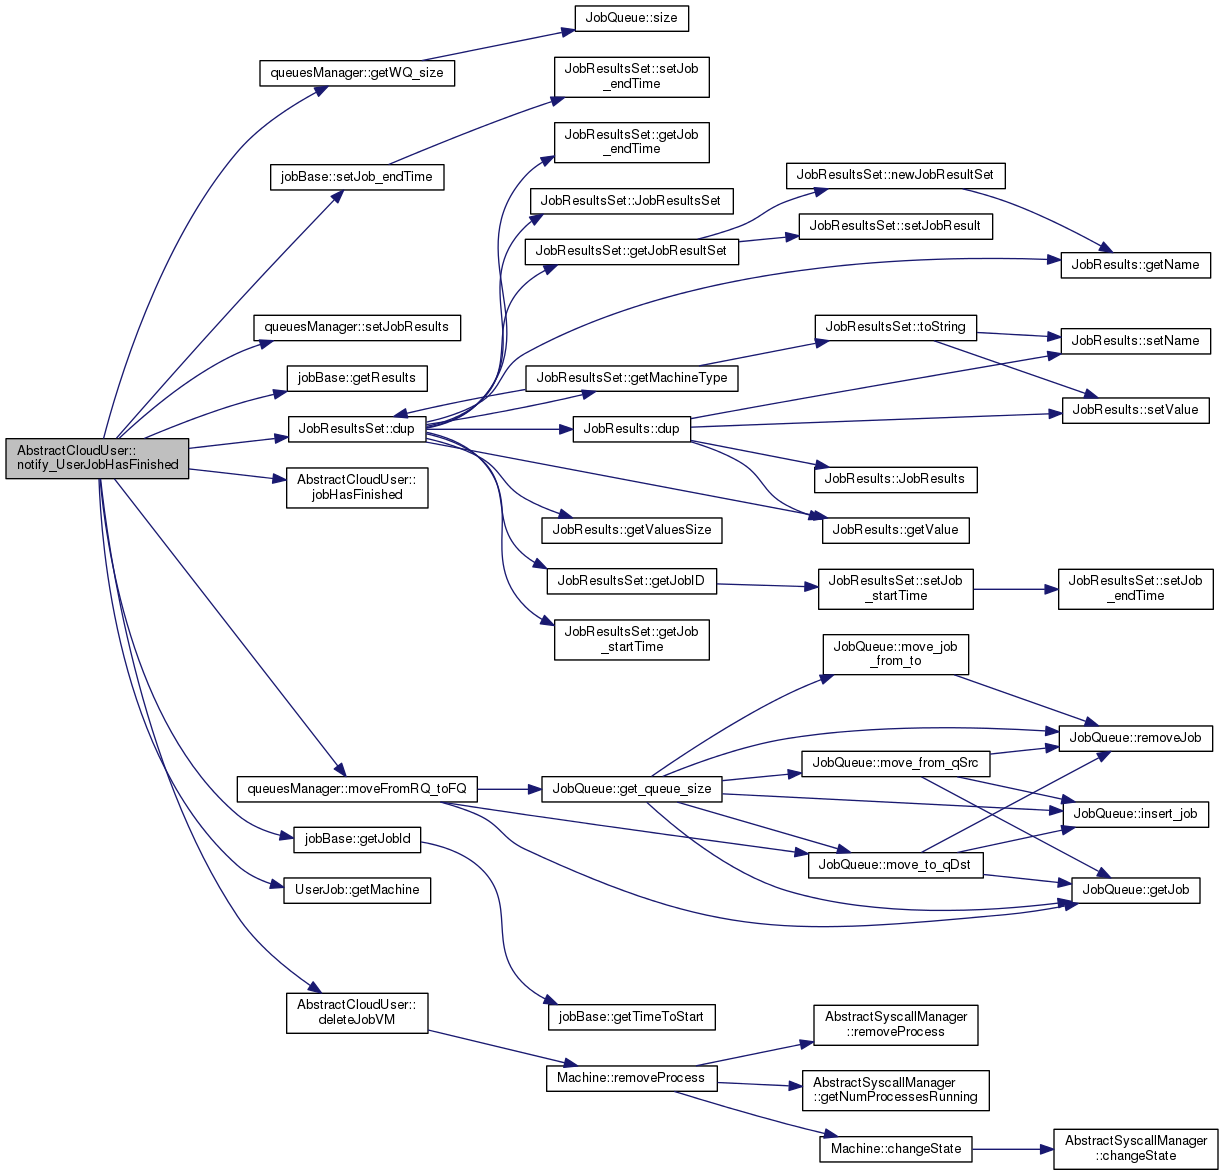 AbstractCloudUser::
notify_UserJobHasFinished
queuesManager::getWQ_size
jobBase::setJob_endTime
queuesManager::setJobResults
jobBase::getResults
JobResultsSet::dup
AbstractCloudUser::
jobHasFinished
queuesManager::moveFromRQ_toFQ
jobBase::getJobId
UserJob::getMachine
AbstractCloudUser::
deleteJobVM
JobQueue::size
JobResultsSet::setJob
_endTime
JobResultsSet::getJob
_endTime
JobResultsSet::JobResultsSet
JobResultsSet::getJobResultSet
JobResultsSet::getMachineType
JobResults::dup
JobResults::getValuesSize
JobResultsSet::getJobID
JobResultsSet::getJob
_startTime
JobQueue::get_queue_size
jobBase::getTimeToStart
Machine::removeProcess
JobResultsSet::newJobResultSet
JobResultsSet::setJobResult
JobResultsSet::toString
JobResults::JobResults
JobResults::getValue
JobResultsSet::setJob
_startTime
JobQueue::move_job
_from_to
JobQueue::move_from_qSrc
JobQueue::move_to_qDst
AbstractSyscallManager
::removeProcess
AbstractSyscallManager
::getNumProcessesRunning
Machine::changeState
JobResults::getName
JobResults::setName
JobResults::setValue
JobResultsSet::setJob
_endTime
JobQueue::removeJob
JobQueue::insert_job
JobQueue::getJob
AbstractSyscallManager
::changeState